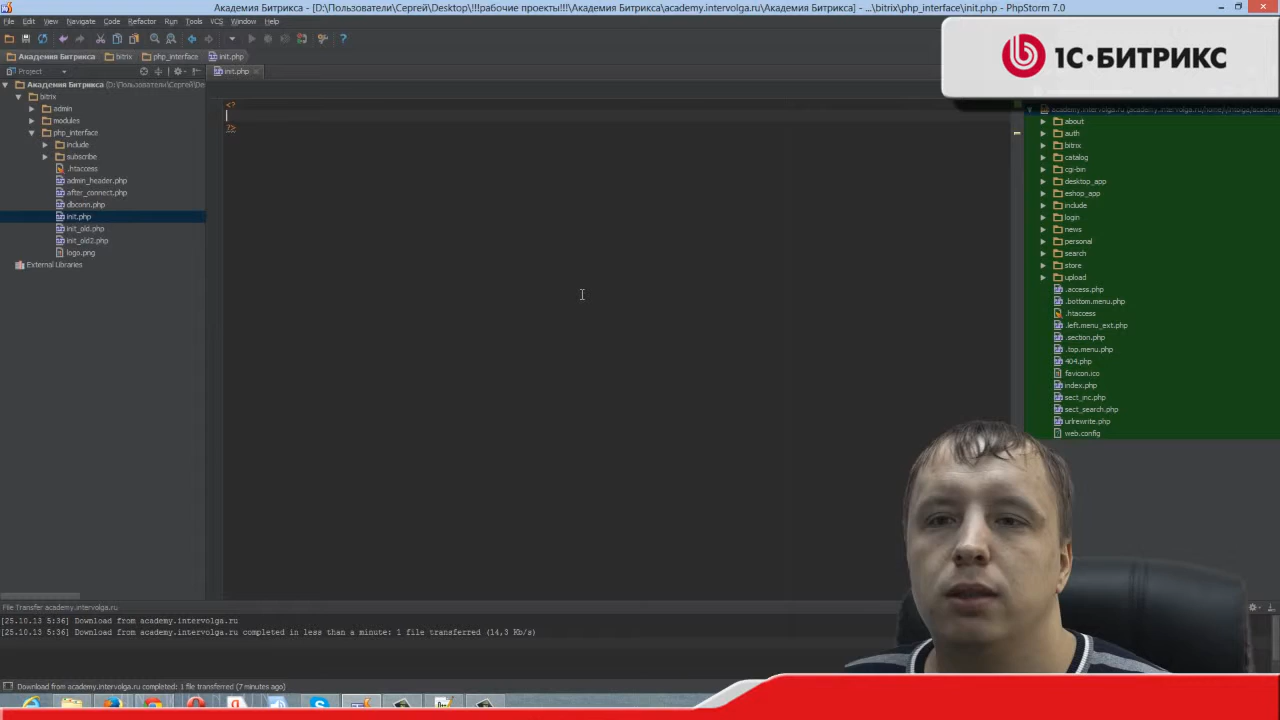 Академия Битрикса - [D:\Пользователи\Сергей\Desktop\!!!рабочие проекты!!!\Академия Битрикса\academy.intervolga.ru\Академия Битрикса] - ...\bitrix\php_interface\init.php - PhpStorm 7.0
File Edit View Navigate Code Refactor Run Tools VCS Window Help
1С•БИТРИКС
Академия Битрикса bitrix php_interface init.php
Project
init.php
Академия Битрикса (D:\Пользователи\Сергей\De
bitrix
admin
modules
php_interface
include
subscribe
.htaccess
admin_header.php
after_connect.php
dbconn.php
init.php
init_old.php
init_old2.php
logo.png
External Libraries
<?
?>
about
auth
bitrix
catalog
cgi-bin
desktop_app
eshop_app
include
login
news
personal
search
store
upload
.access.php
.bottom.menu.php
.htaccess
.left.menu_ext.php
.section.php
.top.menu.php
404.php
favicon.ico
index.php
sect_inc.php
sect_search.php
urlrewrite.php
web.config
File Transfer academy.intervolga.ru
[25.10.13 5:36] Download from academy.intervolga.ru
[25.10.13 5:36] Download from academy.intervolga.ru completed in less than a minute: 1 file transferred (14,3 Kb/s)
Download from academy.intervolga.ru completed: 1 file transferred (7 minutes ago)